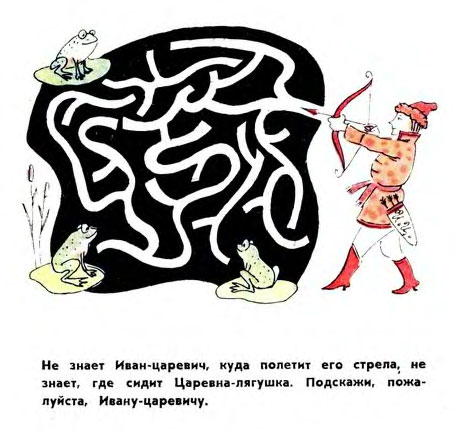 Не знает Иван-царевич, куда полетит его стрела, не
знает, где сидит Царевна-лягушка. Подскажи, пожа-
луйста, Ивану-царевичу.